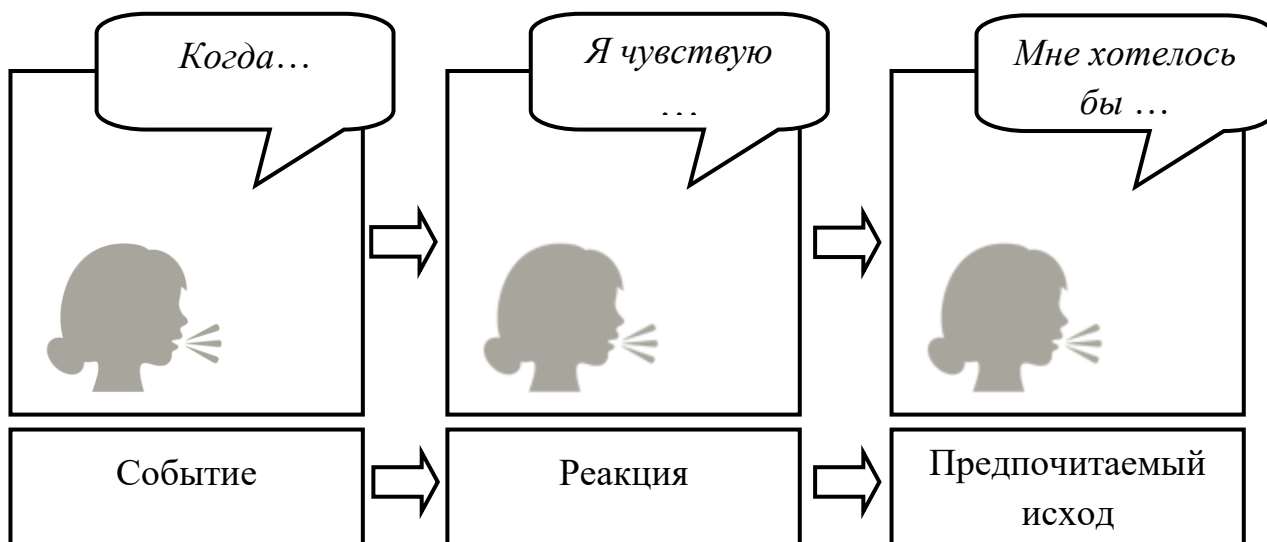 Когда…
Я чувствую
…
Мне хотелось
бы …
Событие
Реакция
Предпочитаемый
исход